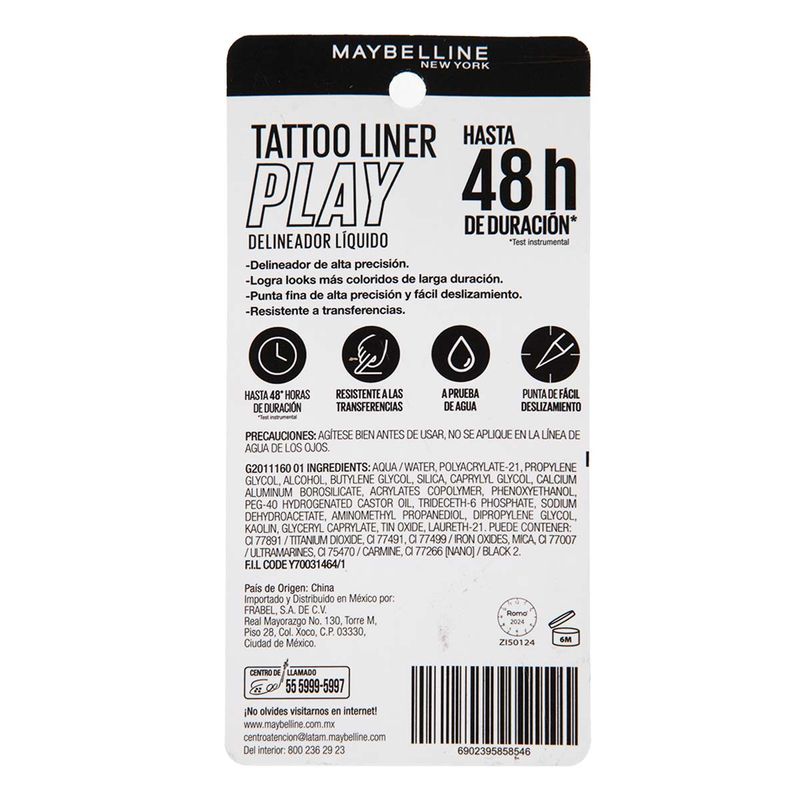 MAYBELLINE
NEW YORK
TATTOO LINER
PLAY
DELINEADOR LÍQUIDO
HASTA
48 h
DE DURACIÓN*
*Test instrumental
-Delineador de alta precisión.
-Logra looks más coloridos de larga duración.
-Punta fina de alta precisión y fácil deslizamiento.
-Resistente a transferencias.
HASTA 48* HORAS
DE DURACIÓN
*Test instrumental
RESISTENTE A LAS
TRANSFERENCIAS
A PRUEBA
DE AGUA
PUNTA DE FÁCIL
DESLIZAMIENTO
PRECAUCIONES: AGÍTESE BIEN ANTES DE USAR, NO SE APLIQUE EN LA LÍNEA DE
AGUA DE LOS OJOS.
G2011160 01 INGREDIENTS: AQUA / WATER, POLYACRYLATE-21, PROPYLENE
GLYCOL, ALCOHOL, BUTYLENE GLYCOL, SILICA, CAPRYLYL GLYCOL, CALCIUM
ALUMINUM BOROSILICATE, ACRYLATES COPOLYMER, PHENOXYETHANOL,
PEG-40 HYDROGENATED CASTOR OIL, TRIDECETH-6 PHOSPHATE, SODIUM
DEHYDROACETATE, AMINOMETHYL PROPANEDIOL, DIPROPYLENE GLYCOL,
KAOLIN, GLYCERYL CAPRYLATE, TIN OXIDE, LAURETH-21. PUEDE CONTENER:
CI 77891 / TITANIUM DIOXIDE, CI 77491, CI 77499 / IRON OXIDES, MICA, CI 77007
/ ULTRAMARINES, CI 75470 / CARMINE, CI 77266 [NANO] / BLACK 2.
F.I.L CODE Y70031464/1
País de Origen: China
Importado y Distribuido en México por:
FRABEL, S.A. DE C.V.
Real Mayorazgo No. 130, Torre M,
Piso 28, Col. Xoco, C.P. 03330,
Ciudad de México.
Romo
2024
ZI50124
6M
CENTRO DE LLAMADO
55 5999-5997
¡No olvides visitarnos en internet!
www.maybelline.com.mx
centroatencion@latam.maybelline.com
Del interior: 800 236 29 23
6902395858546